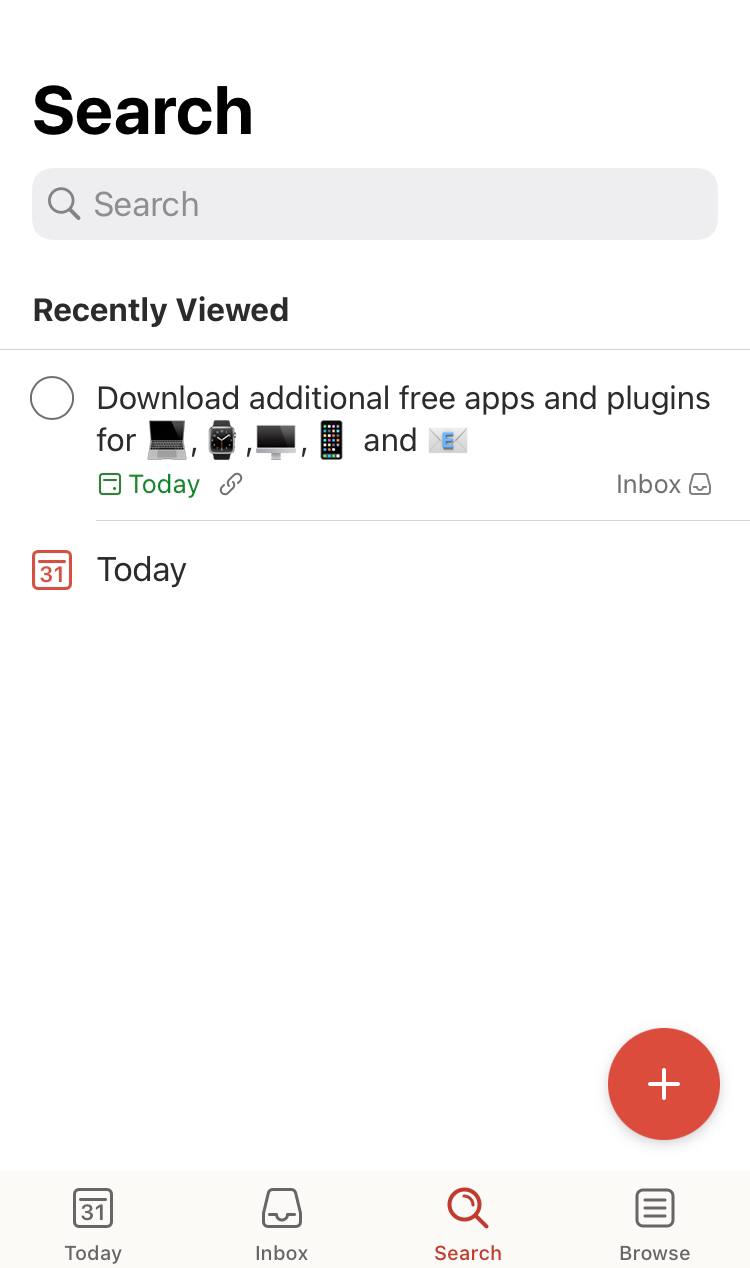 Search
Search
Recently Viewed
Download additional free apps and plugins
for 💻, ⌚ ,🖥, 📱 and 📧
Today
Inbox
31 Today
31
Today
Inbox
Search
Browse